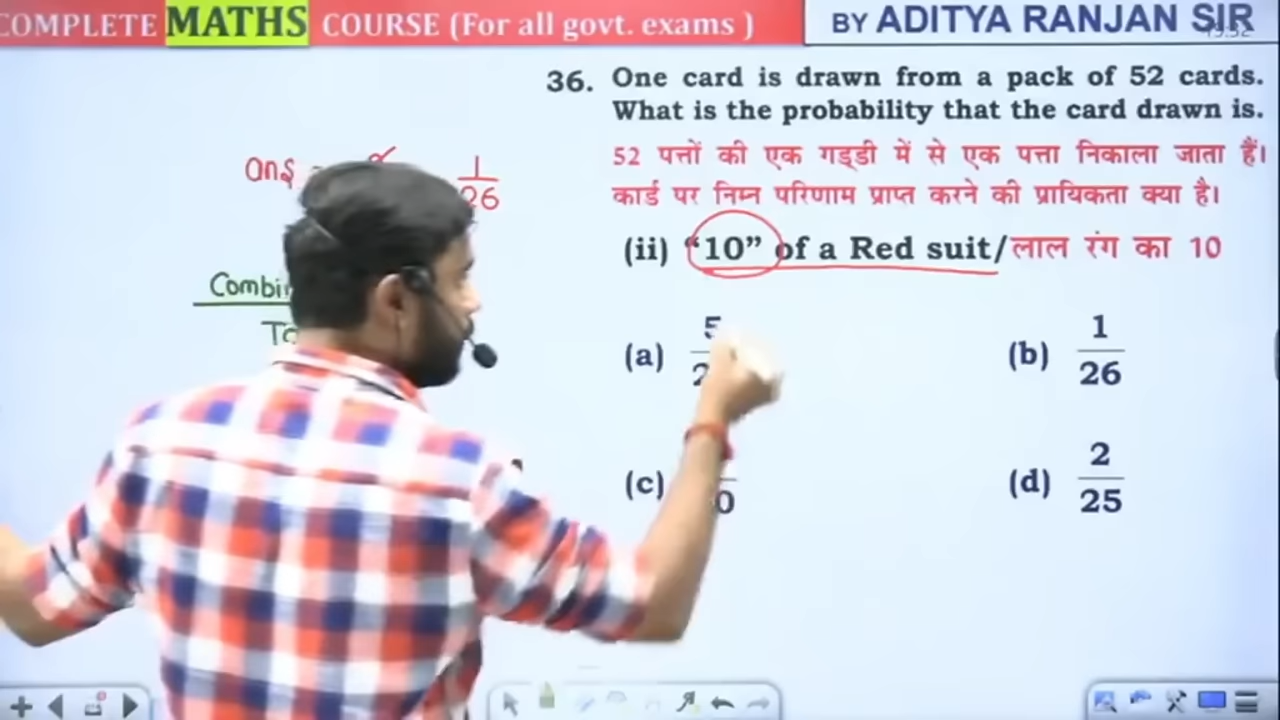 COMPLETE MATHS COURSE (For all govt. exams )
BY ADITYA RANJAN SIR
36. One card is drawn from a pack of 52 cards.
What is the probability that the card drawn is.
52 पत्तों की एक गड्डी में से एक पत्ता निकाला जाता हैं।
कार्ड पर निम्न परिणाम प्राप्त करने की प्रायिकता क्या है।
(ii) “10” of a Red suit/लाल रंग का 10
(a)
5
(b)
1
26
(c)
(d)
2
25
ans
1
26